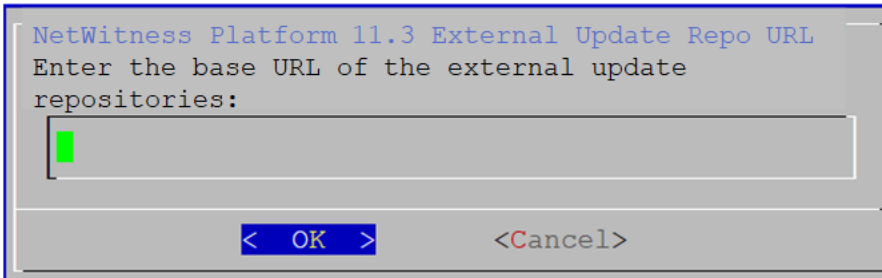 NetWitness Platform 11.3 External Update Repo URL
Enter the base URL of the external update
repositories:
< OK > <Cancel>